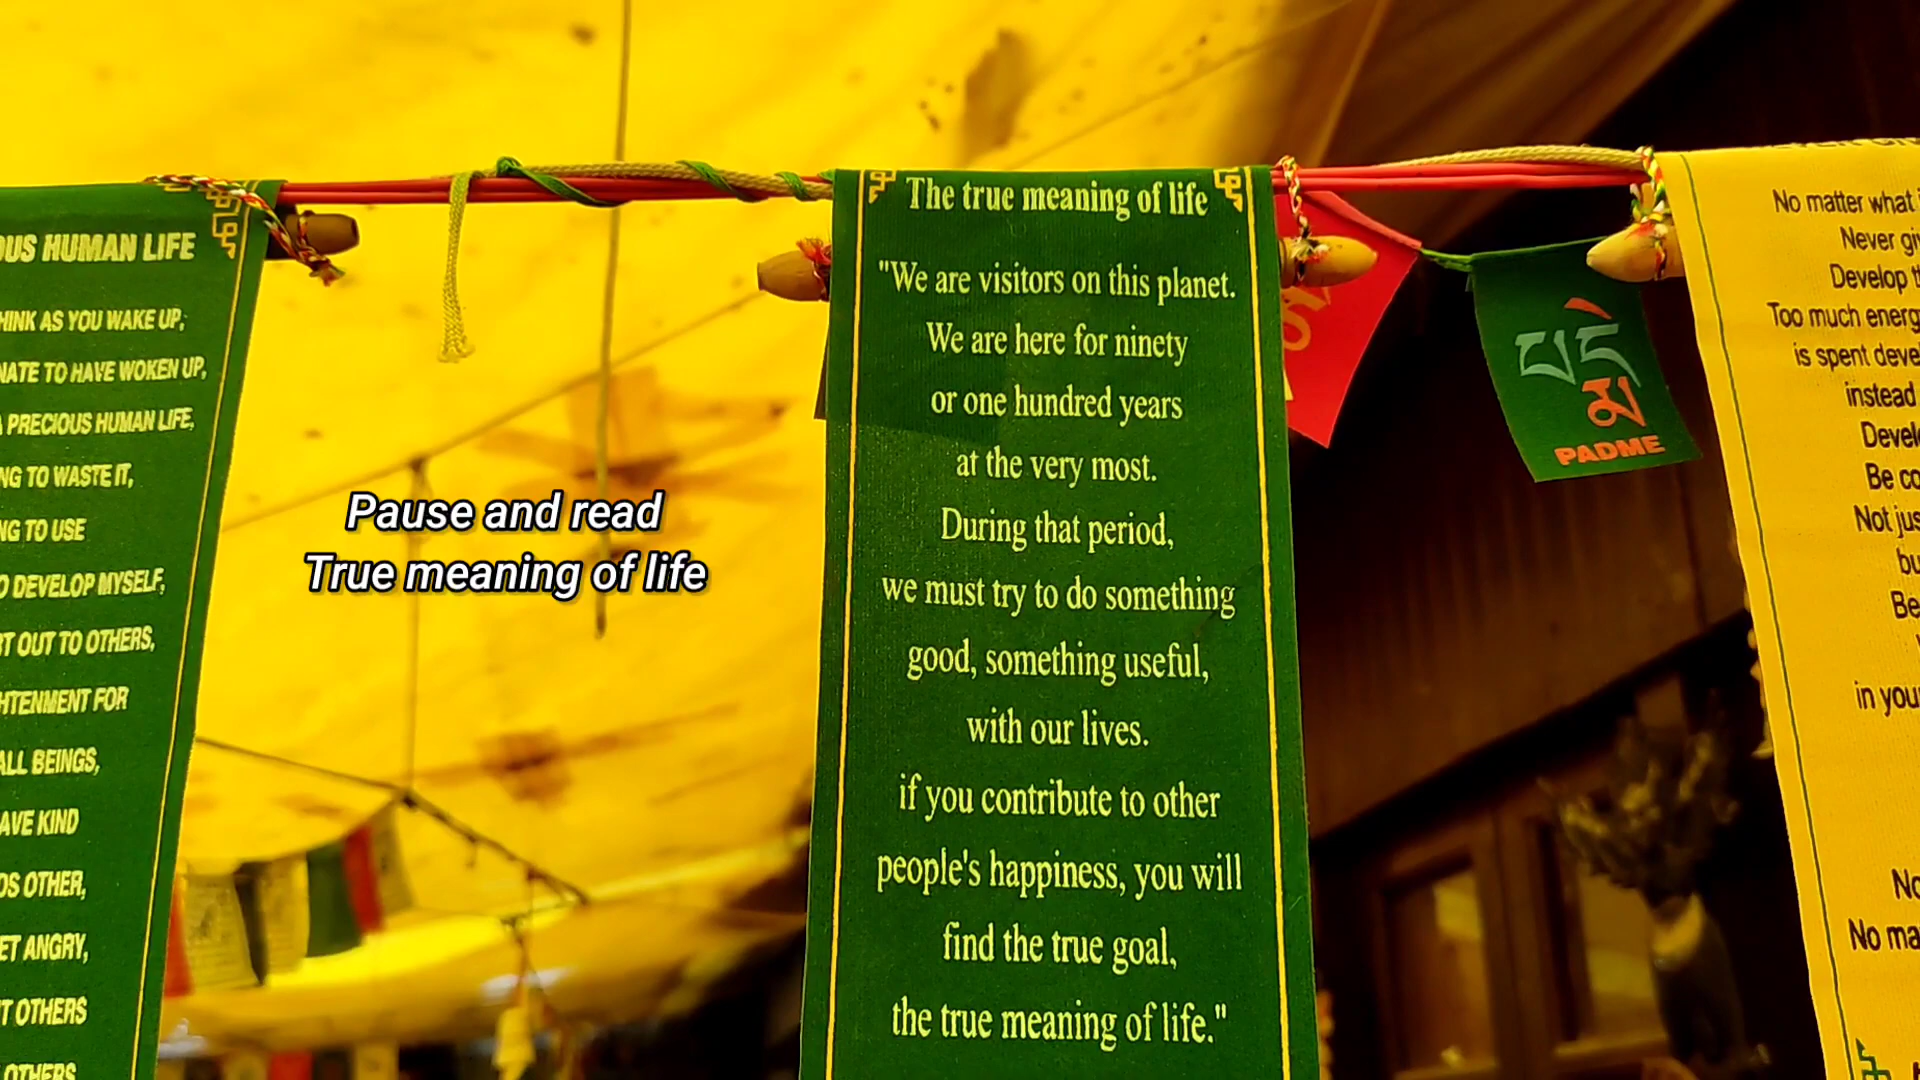 OUS HUMAN LIFE
HINK AS YOU WAKE UP,
NATE TO HAVE WOKEN UP,
A PRECIOUS HUMAN LIFE,
NG TO WASTE IT,
NG TO USE
O DEVELOP MYSELF,
RT OUT TO OTHERS,
HTENMENT FOR
ALL BEINGS,
AVE KIND
DS OTHER,
ET ANGRY,
T OTHERS
OTHERS
Pause and read
True meaning of life
The true meaning of life
"We are visitors on this planet.
We are here for ninety
or one hundred years
at the very most.
During that period,
we must try to do something
good, something useful,
with our lives.
if you contribute to other
people's happiness, you will
find the true goal,
the true meaning of life."
པདེ
མ
PADME
No matter what i
Never gi
Develop t
Too much energ
is spent deve
instead
Devel
Be co
Not jus
bu
Be
in you
No
No ma